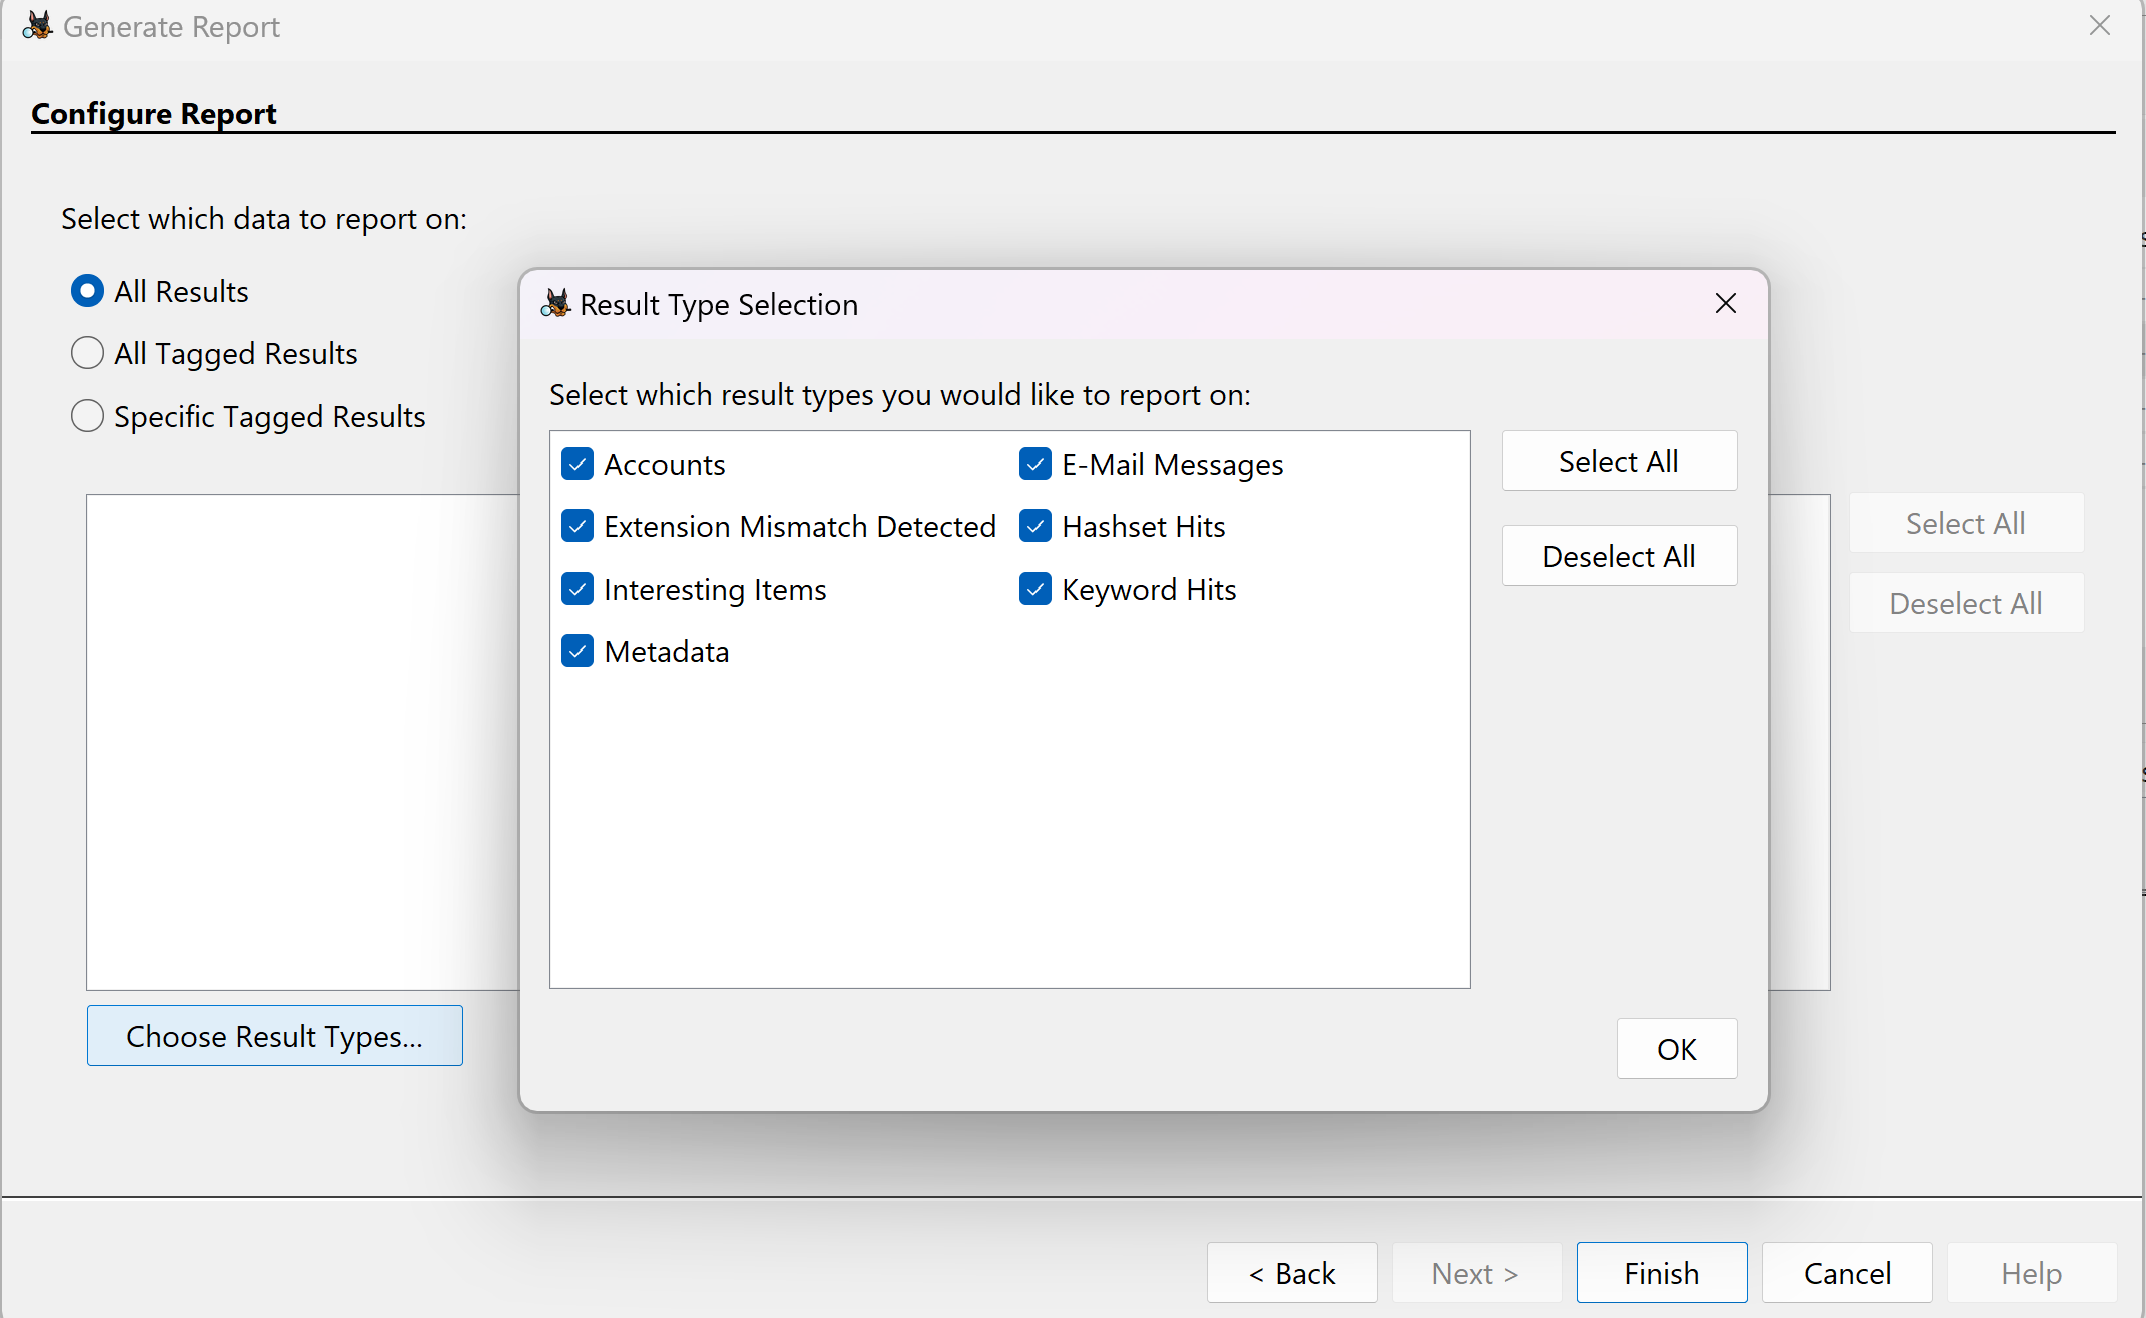 Generate Report
Configure Report
Select which data to report on:
All Results
All Tagged Results
Specific Tagged Results
Select All
Deselect All
Choose Result Types...
Result Type Selection
Select which result types you would like to report on:
Accounts
E-Mail Messages
Extension Mismatch Detected
Hashset Hits
Interesting Items
Keyword Hits
Metadata
Select All
Deselect All
OK
< Back
Next >
Finish
Cancel
Help